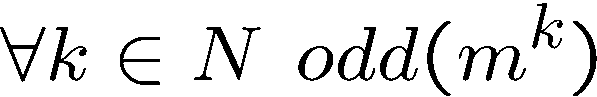 ∀k ∈ N odd(m^k)